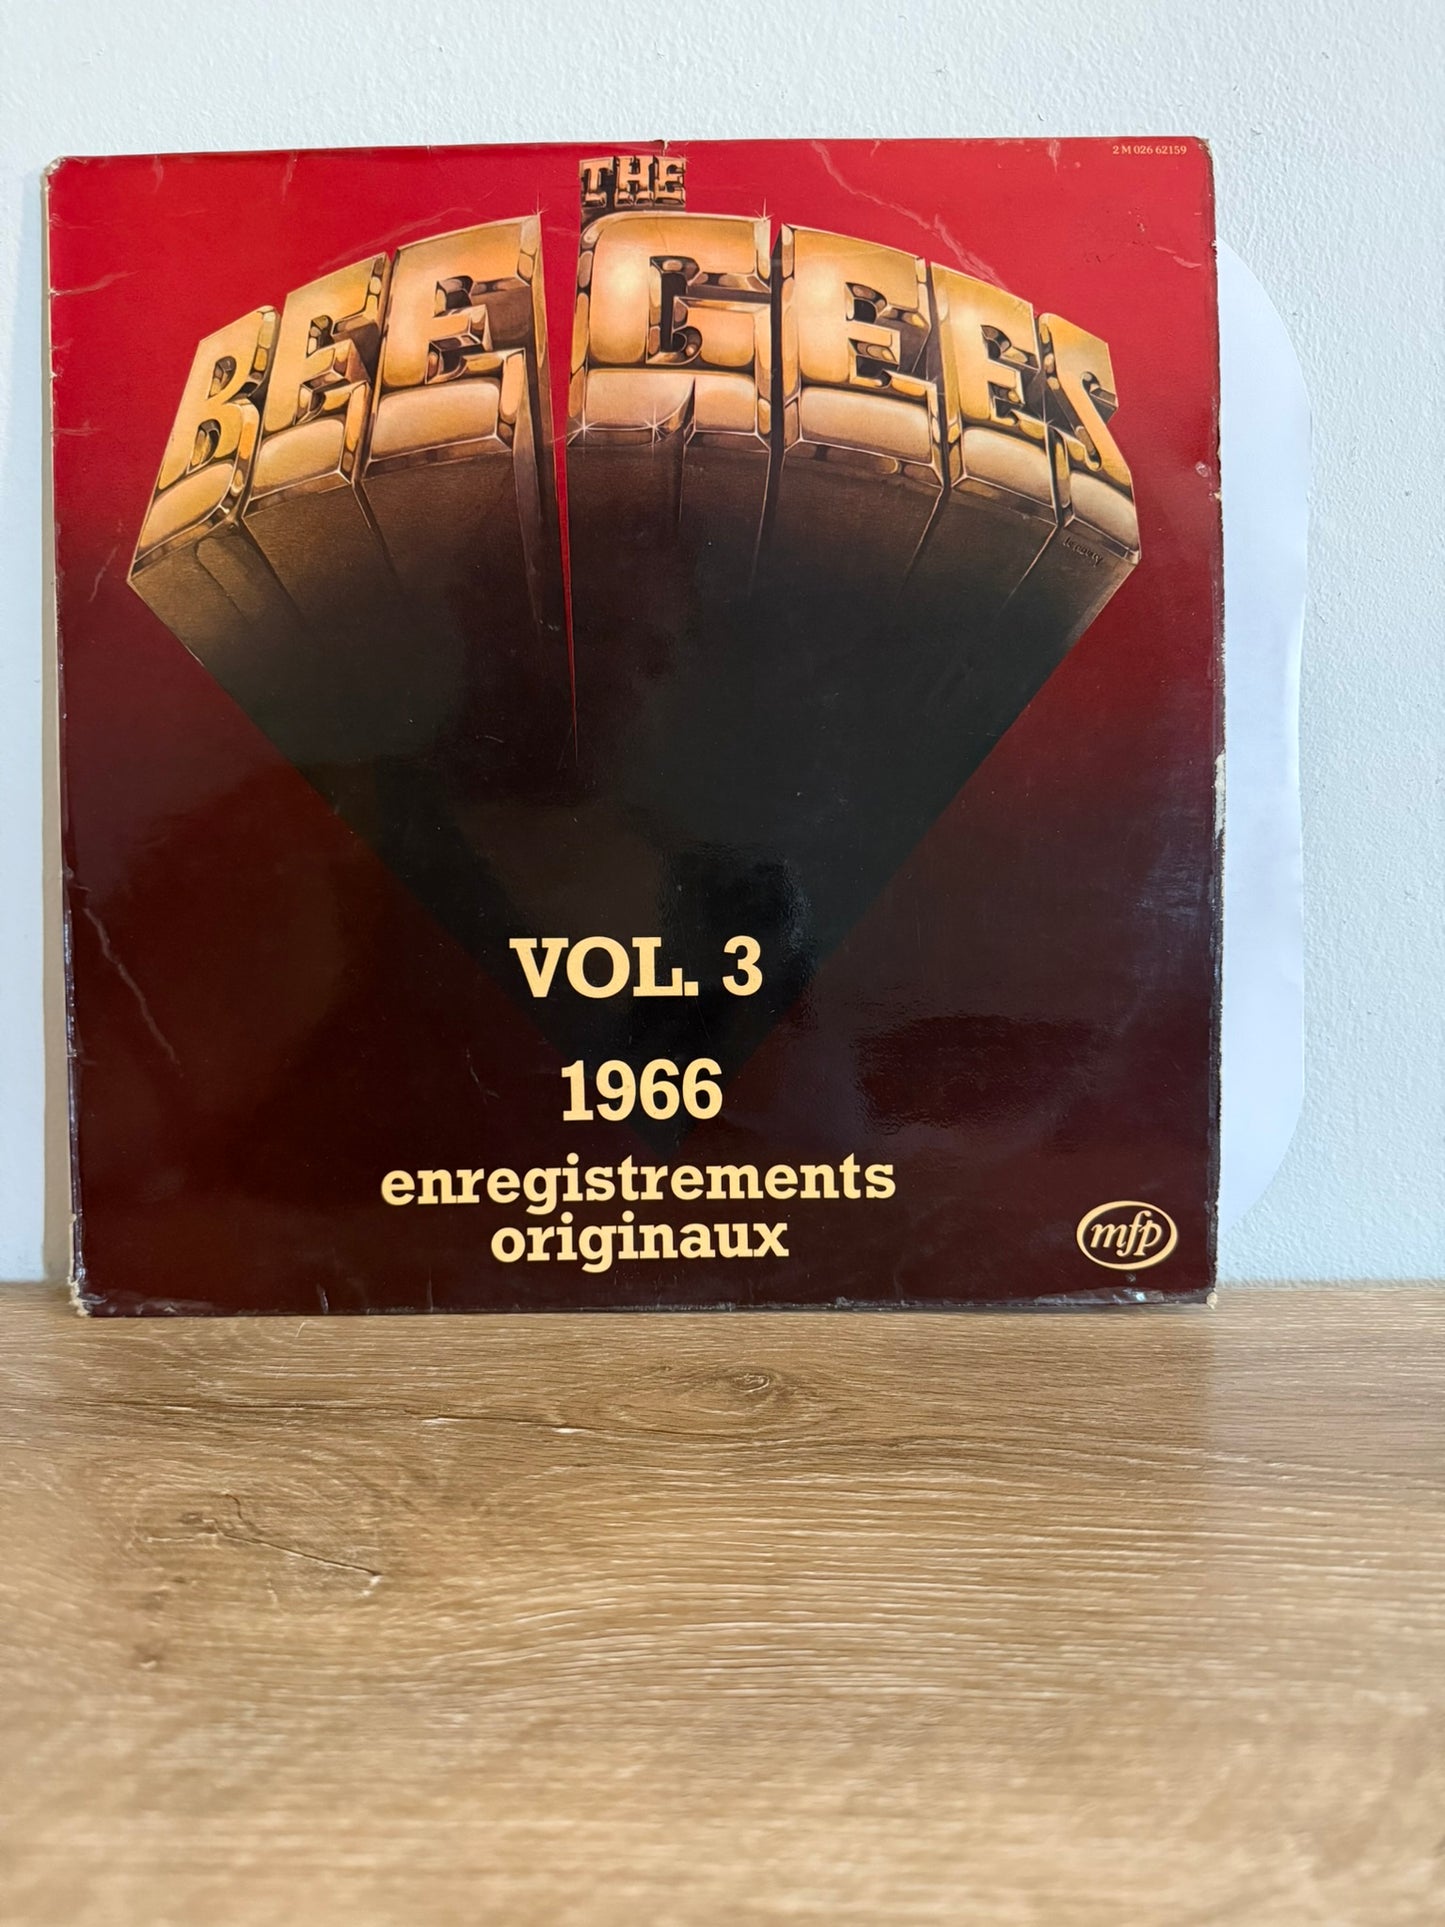 2 M 026 62159
THE
BEE GEES
VOL. 3
1966
enregistrements
originaux
mfp